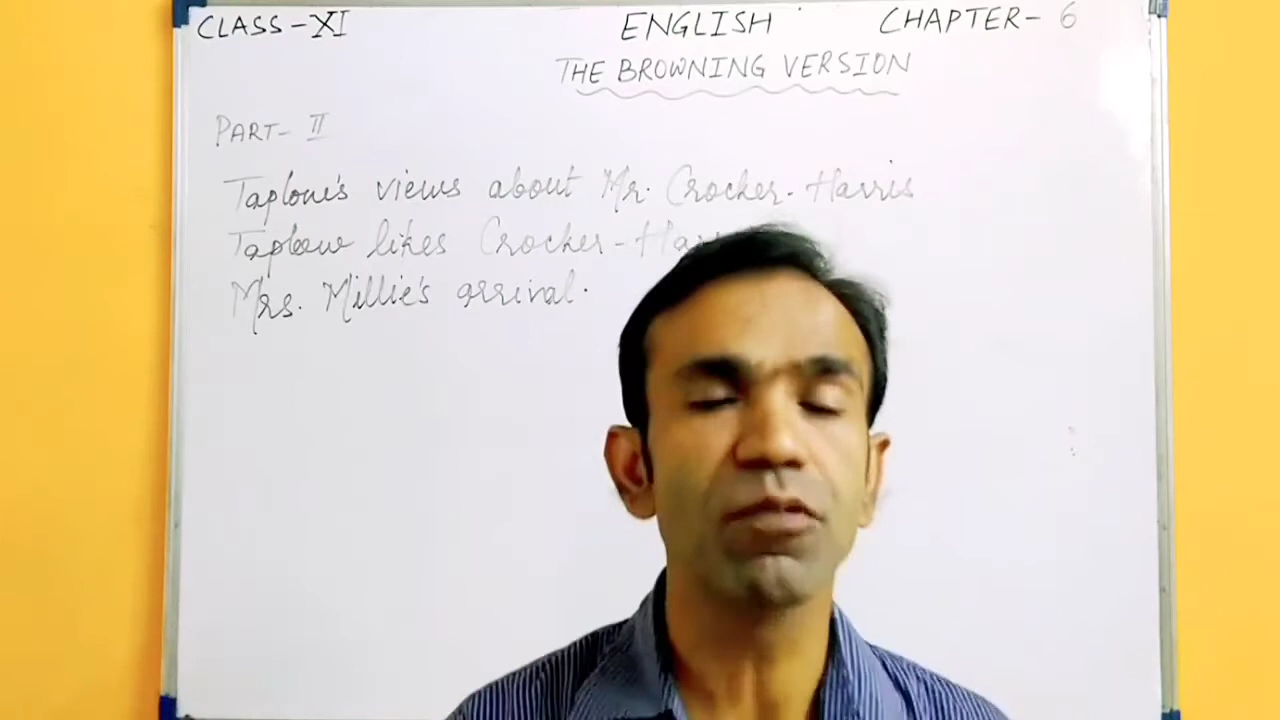 CLASS-XI ENGLISH CHAPTER- 6
THE BROWNING VERSION
PART- II
Taplow's views about Mr. Crocker-Harris
Taplow likes Crocker-Har
Mrs. Millie's arrival.